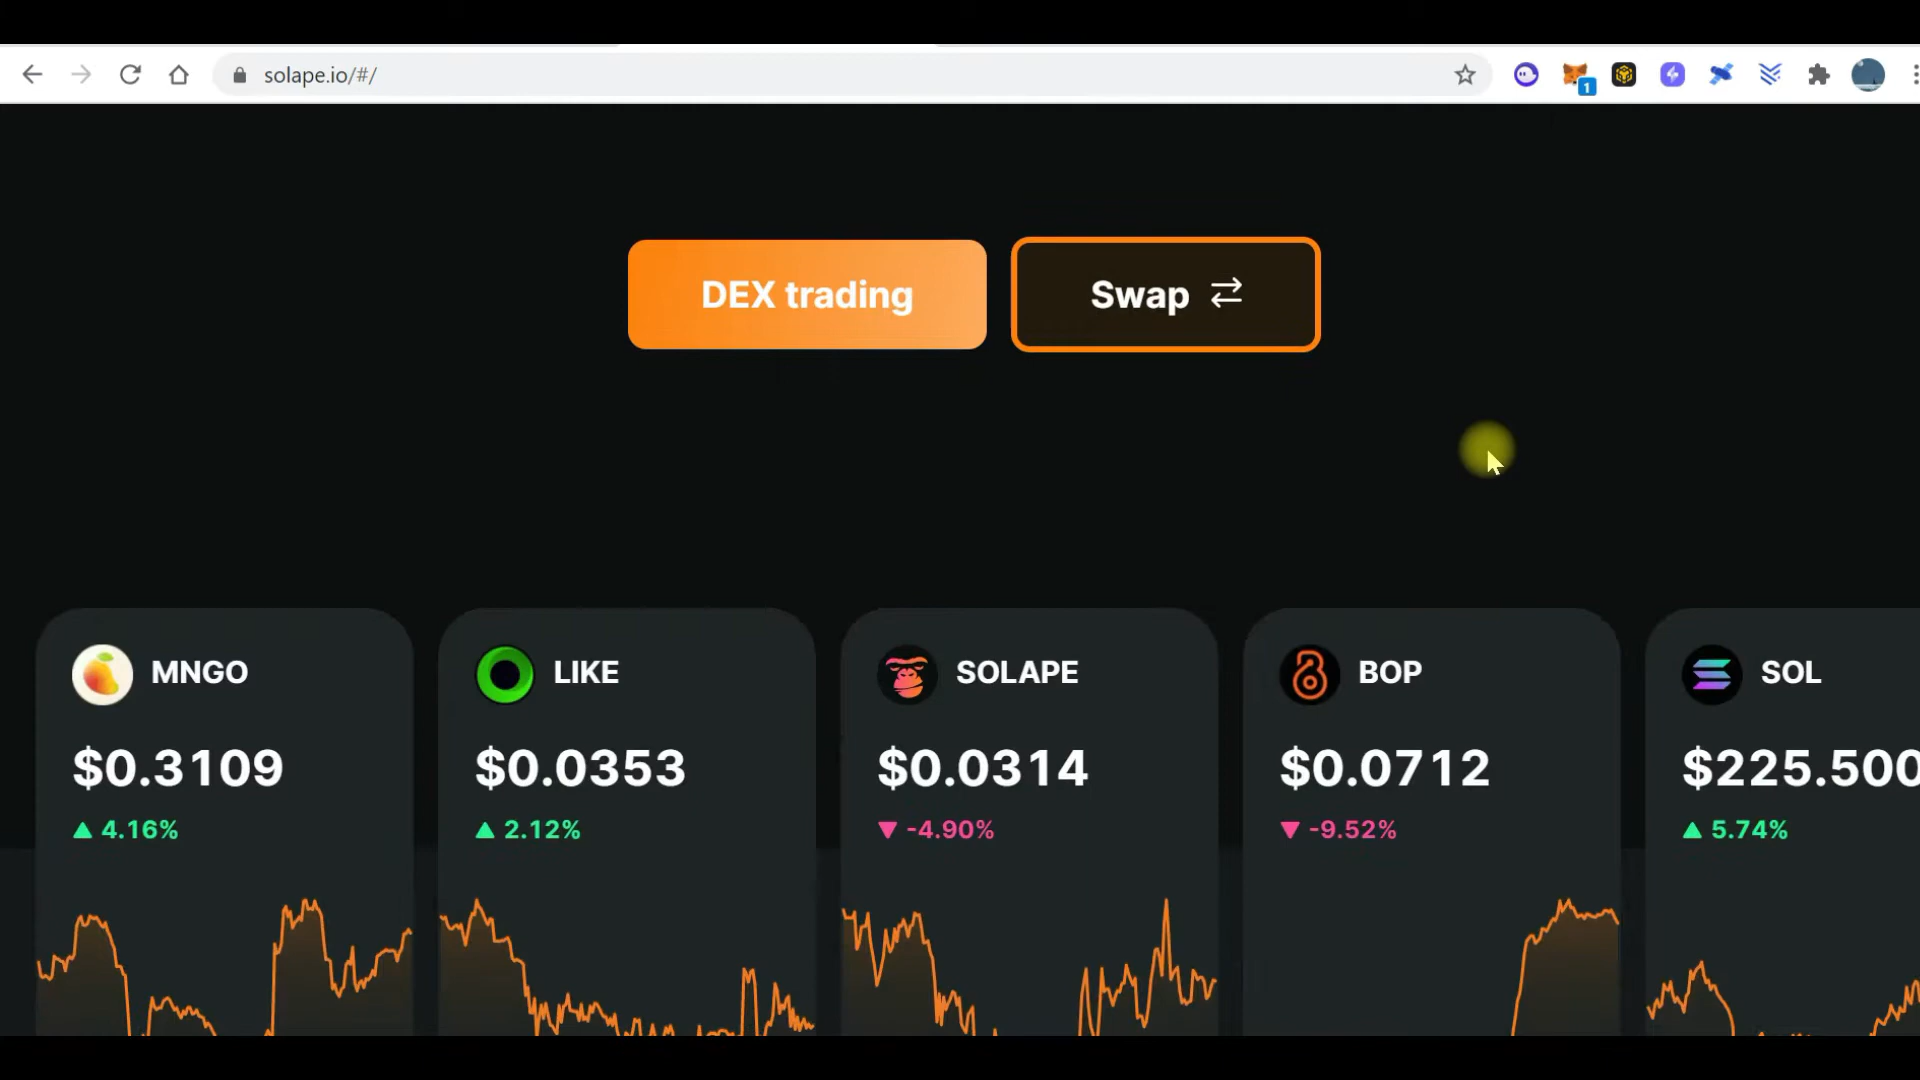 solape.io/#/
1
DEX trading
Swap
MNGO
$0.3109
4.16%
LIKE
$0.0353
2.12%
SOLAPE
$0.0314
-4.90%
BOP
$0.0712
-9.52%
SOL
$225.500
5.74%